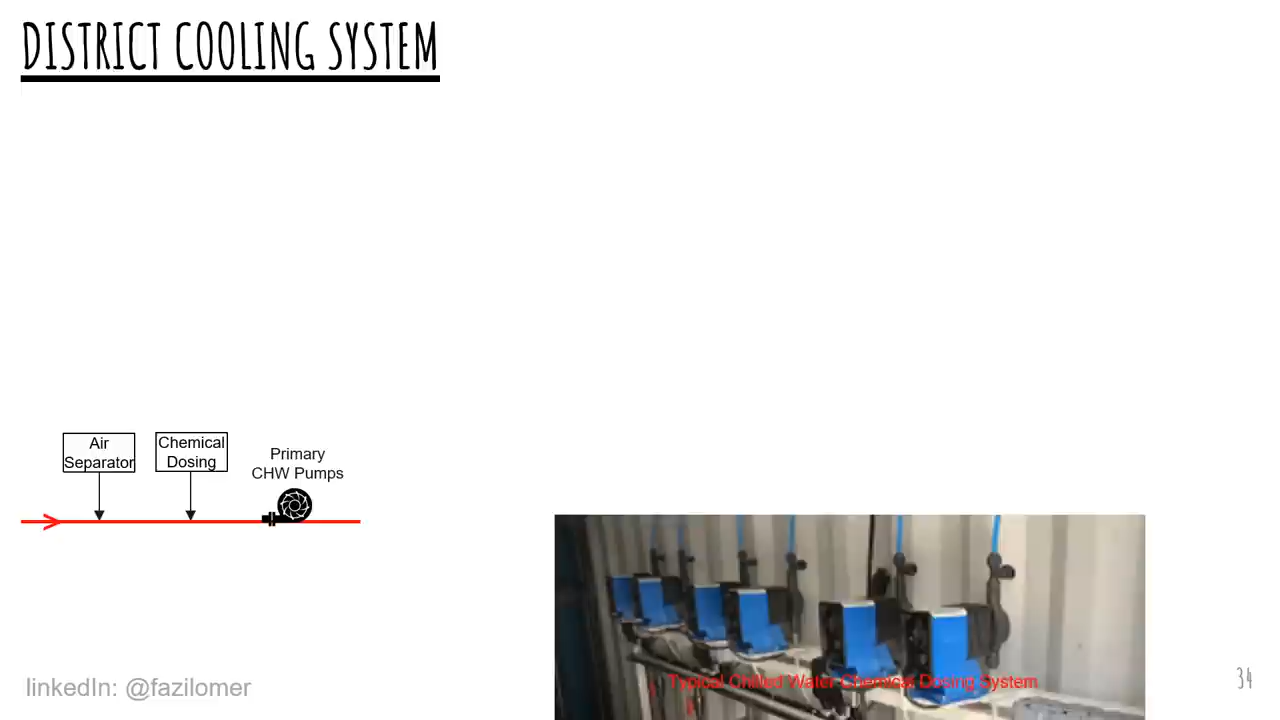 DISTRICT COOLING SYSTEM
Air
Separator
Chemical
Dosing
Primary
CHW Pumps
Typical Chilled Water Chemical Dosing System
linkedIn: @fazilomer
34